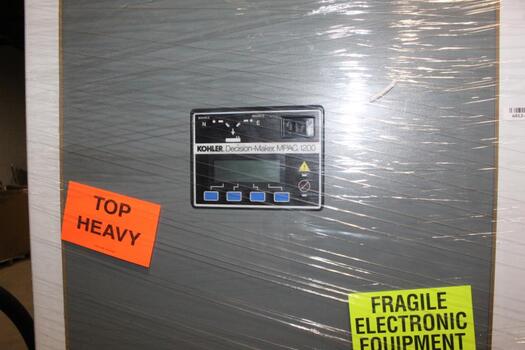 N
E
KOHLER Decision-Maker MPAC 1200
TOP
HEAVY
FRAGILE
ELECTRONIC
EQUIPMENT